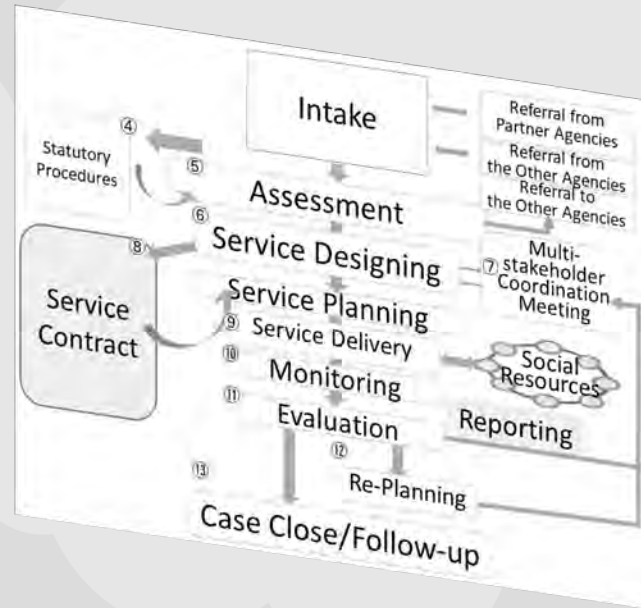 Intake
Referral from
Partner Agencies
Referral from
the Other Agencies
Referral to
the Other Agencies
④
Statutory
Procedures
⑤
Assessment
⑥
Service Designing
⑦
Multi-
stakeholder
Coordination
Meeting
⑧
Service
Contract
Service Planning
⑨
Service Delivery
Social
Resources
⑩
Monitoring
⑪
Evaluation
Reporting
⑫
Re-Planning
⑬
Case Close/Follow-up